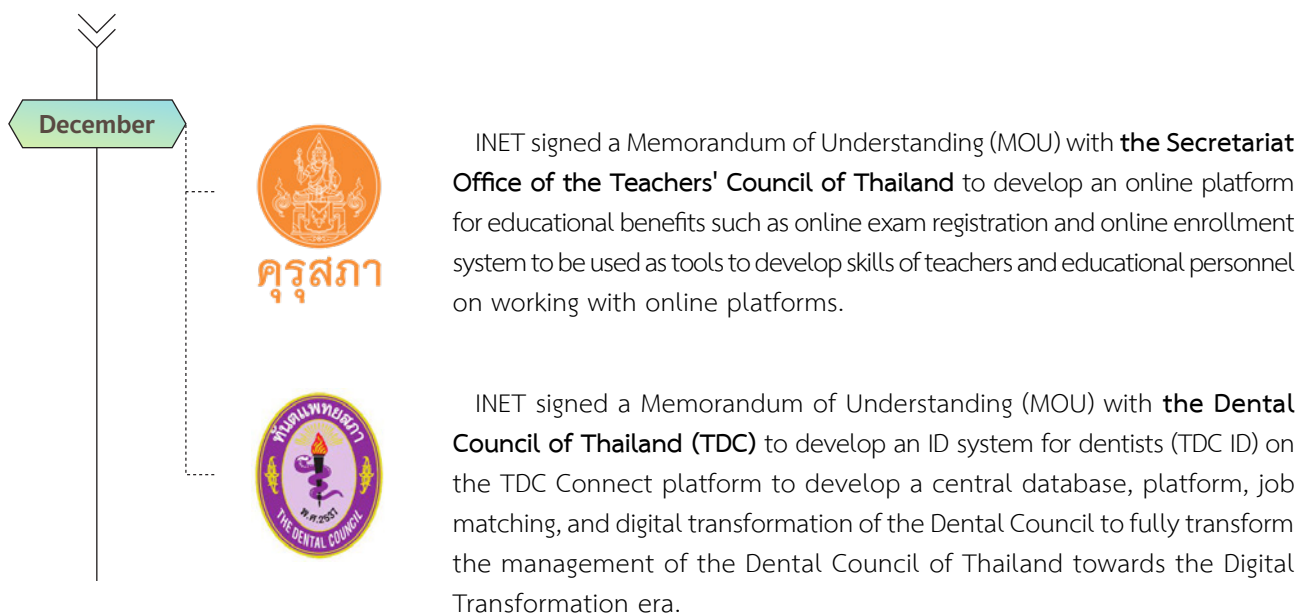 December
คุรุสภา
INET signed a Memorandum of Understanding (MOU) with the Secretariat
Office of the Teachers' Council of Thailand to develop an online platform
for educational benefits such as online exam registration and online enrollment
system to be used as tools to develop skills of teachers and educational personnel
on working with online platforms.
ทันตแพทยสภา
พ.ศ.2537
THE DENTAL COUNCIL
INET signed a Memorandum of Understanding (MOU) with the Dental
Council of Thailand (TDC) to develop an ID system for dentists (TDC ID) on
the TDC Connect platform to develop a central database, platform, job
matching, and digital transformation of the Dental Council to fully transform
the management of the Dental Council of Thailand towards the Digital
Transformation era.